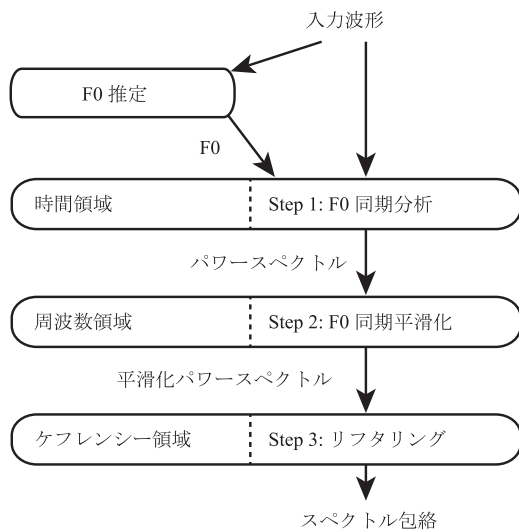 入力波形
F0 推定
F0
時間領域
Step 1: F0 同期分析
パワースペクトル
周波数領域
Step 2: F0 同期平滑化
平滑化パワースペクトル
ケフレンシー領域
Step 3: リフタリング
スペクトル包絡